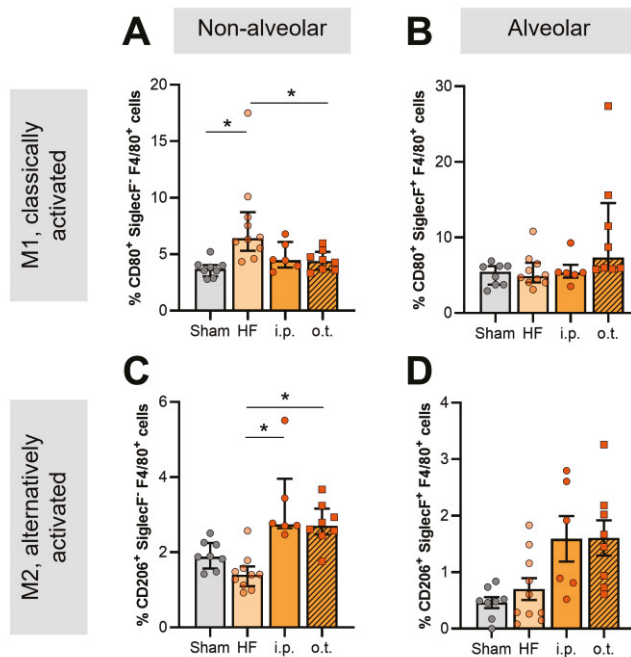 Non-alveolar
Alveolar
M1, classically
activated
M2, alternatively
activated
A
% CD80⁺ SiglecF⁻ F4/80⁺ cells
20
15
10
5
0
*
*
Sham HF i.p. o.t.
B
% CD80⁺ SiglecF⁺ F4/80⁺ cells
30
20
10
0
Sham HF i.p. o.t.
C
% CD206⁺ SiglecF⁻ F4/80⁺ cells
6
4
2
0
*
*
Sham HF i.p. o.t.
D
% CD206⁺ SiglecF⁺ F4/80⁺ cells
4
3
2
1
0
Sham HF i.p. o.t.